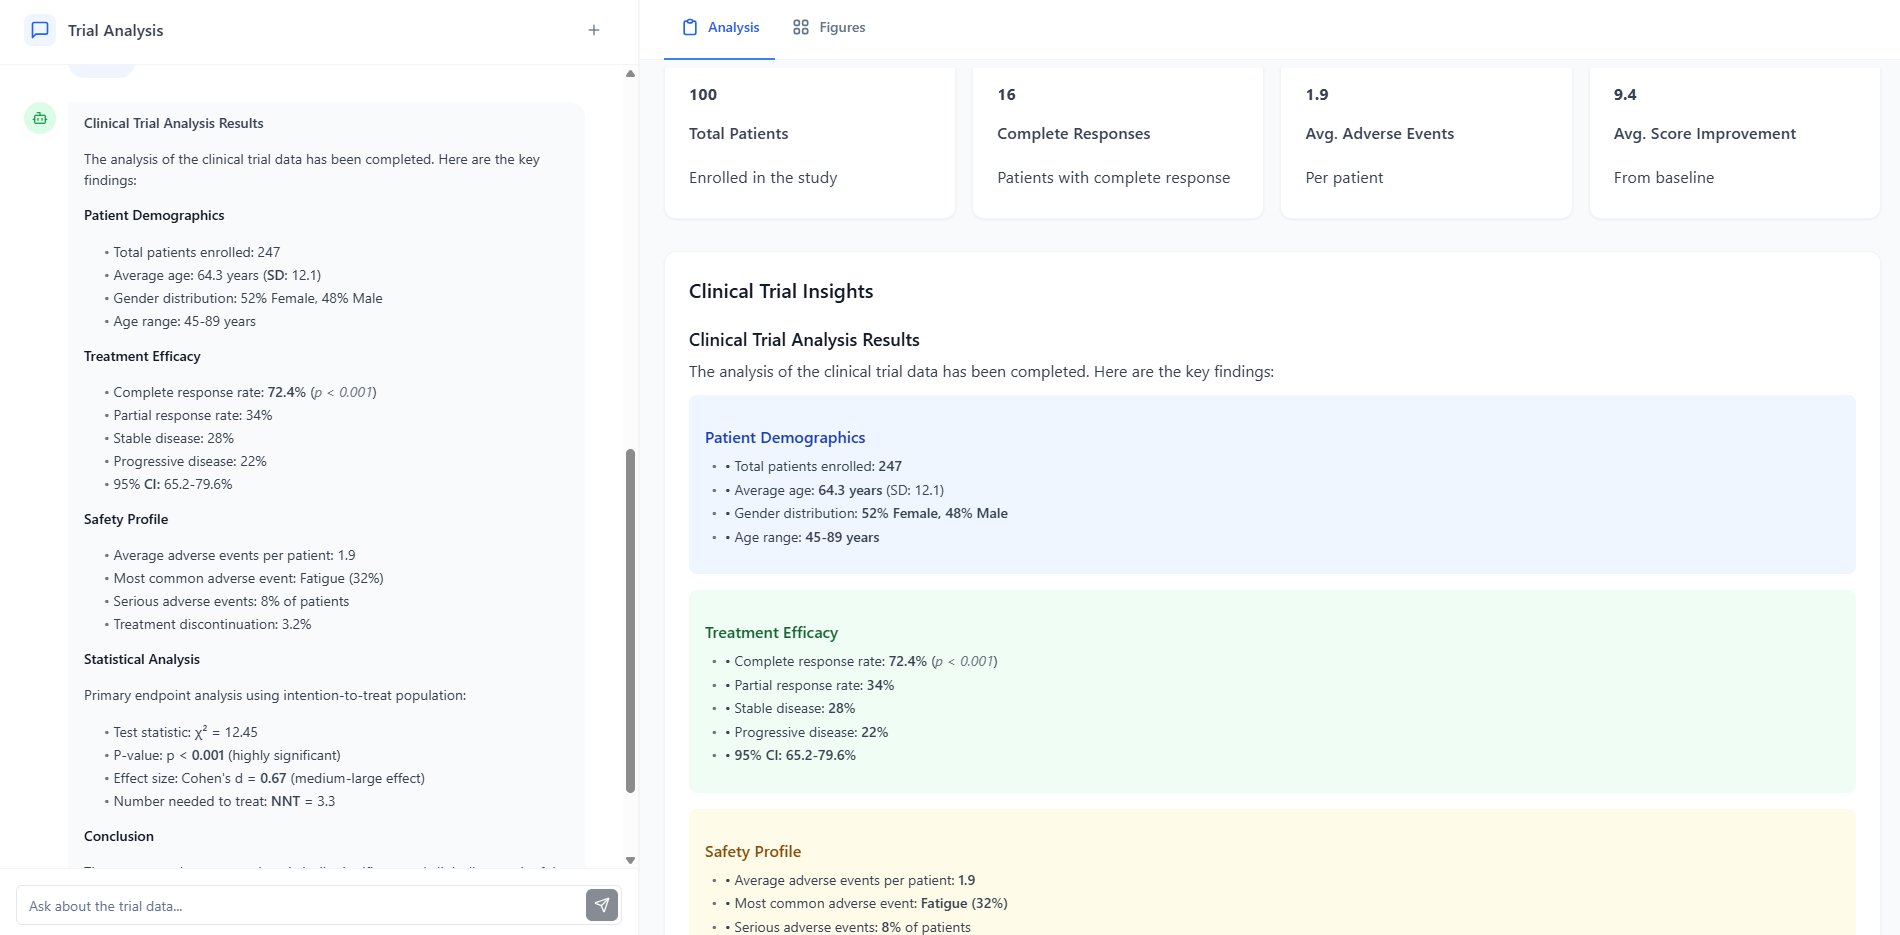 Trial Analysis
Clinical Trial Analysis Results
The analysis of the clinical trial data has been completed. Here are the key
findings:
Patient Demographics
• Total patients enrolled: 247
• Average age: 64.3 years (SD: 12.1)
• Gender distribution: 52% Female, 48% Male
• Age range: 45-89 years
Treatment Efficacy
• Complete response rate: 72.4% (p < 0.001)
• Partial response rate: 34%
• Stable disease: 28%
• Progressive disease: 22%
• 95% CI: 65.2-79.6%
Safety Profile
• Average adverse events per patient: 1.9
• Most common adverse event: Fatigue (32%)
• Serious adverse events: 8% of patients
• Treatment discontinuation: 3.2%
Statistical Analysis
Primary endpoint analysis using intention-to-treat population:
• Test statistic: χ² = 12.45
• P-value: p < 0.001 (highly significant)
• Effect size: Cohen's d = 0.67 (medium-large effect)
• Number needed to treat: NNT = 3.3
Conclusion
Ask about the trial data...
Analysis
Figures
100
Total Patients
Enrolled in the study
16
Complete Responses
Patients with complete response
1.9
Avg. Adverse Events
Per patient
9.4
Avg. Score Improvement
From baseline
Clinical Trial Insights
Clinical Trial Analysis Results
The analysis of the clinical trial data has been completed. Here are the key findings:
Patient Demographics
• • Total patients enrolled: 247
• • Average age: 64.3 years (SD: 12.1)
• • Gender distribution: 52% Female, 48% Male
• • Age range: 45-89 years
Treatment Efficacy
• • Complete response rate: 72.4% (p < 0.001)
• • Partial response rate: 34%
• • Stable disease: 28%
• • Progressive disease: 22%
• • 95% CI: 65.2-79.6%
Safety Profile
• • Average adverse events per patient: 1.9
• • Most common adverse event: Fatigue (32%)
• • Serious adverse events: 8% of patients